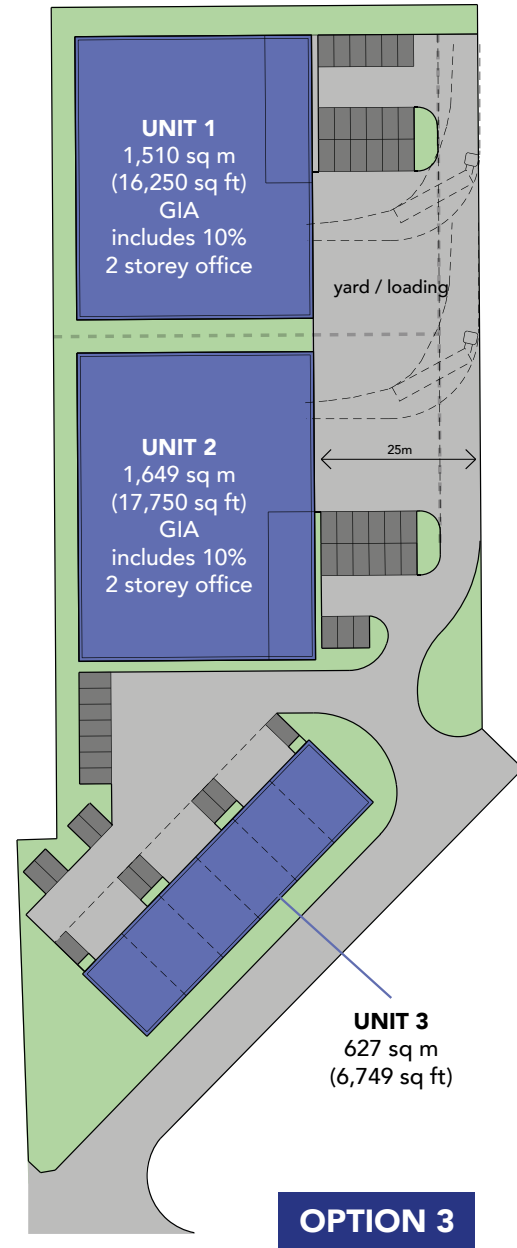 UNIT 1
1,510 sq m
(16,250 sq ft)
GIA
includes 10%
2 storey office
yard / loading
UNIT 2
1,649 sq m
(17,750 sq ft)
GIA
includes 10%
2 storey office
25m
UNIT 3
627 sq m
(6,749 sq ft)
OPTION 3